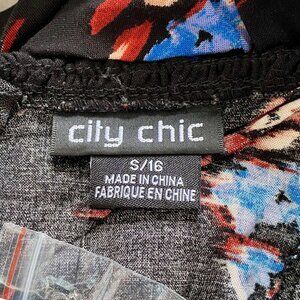 city chic
S/16
MADE IN CHINA
FABRIQUE EN CHINE